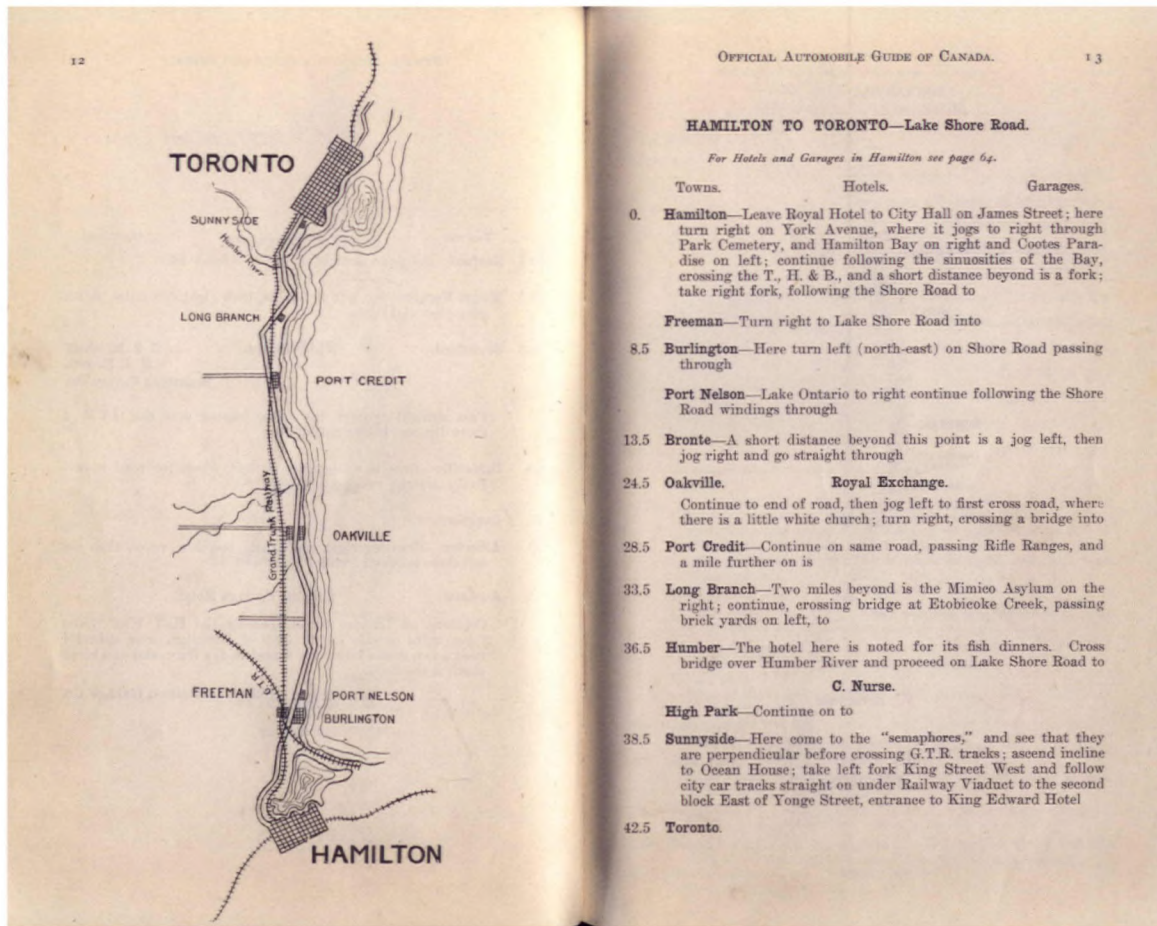 12
TORONTO
SUNNYSIDE
Humber River
LONG BRANCH
PORT CREDIT
Grand Trunk Railway
OAKVILLE
G.T.R.
FREEMAN
PORT NELSON
BURLINGTON
HAMILTON
OFFICIAL AUTOMOBILE GUIDE OF CANADA. 13
HAMILTON TO TORONTO—Lake Shore Road.
For Hotels and Garages in Hamilton see page 64.
Towns. Hotels. Garages.
0. Hamilton—Leave Royal Hotel to City Hall on James Street; here
turn right on York Avenue, where it jogs to right through
Park Cemetery, and Hamilton Bay on right and Cootes Para-
dise on left; continue following the sinuosities of the Bay,
crossing the T., H. & B., and a short distance beyond is a fork;
take right fork, following the Shore Road to
Freeman—Turn right to Lake Shore Road into
8.5 Burlington—Here turn left (north-east) on Shore Road passing
through
Port Nelson—Lake Ontario to right continue following the Shore
Road windings through
13.5 Bronte—A short distance beyond this point is a jog left, then
jog right and go straight through
24.5 Oakville. Royal Exchange.
Continue to end of road, then jog left to first cross road, where
there is a little white church; turn right, crossing a bridge into
28.5 Port Credit—Continue on same road, passing Rifle Ranges, and
a mile further on is
33.5 Long Branch—Two miles beyond is the Mimico Asylum on the
right; continue, crossing bridge at Etobicoke Creek, passing
brick yards on left, to
36.5 Humber—The hotel here is noted for its fish dinners. Cross
bridge over Humber River and proceed on Lake Shore Road to
C. Nurse.
High Park—Continue on to
38.5 Sunnyside—Here come to the "semaphores," and see that they
are perpendicular before crossing G.T.R. tracks; ascend incline
to Ocean House; take left fork King Street West and follow
city car tracks straight on under Railway Viaduct to the second
block East of Yonge Street, entrance to King Edward Hotel
42.5 Toronto.